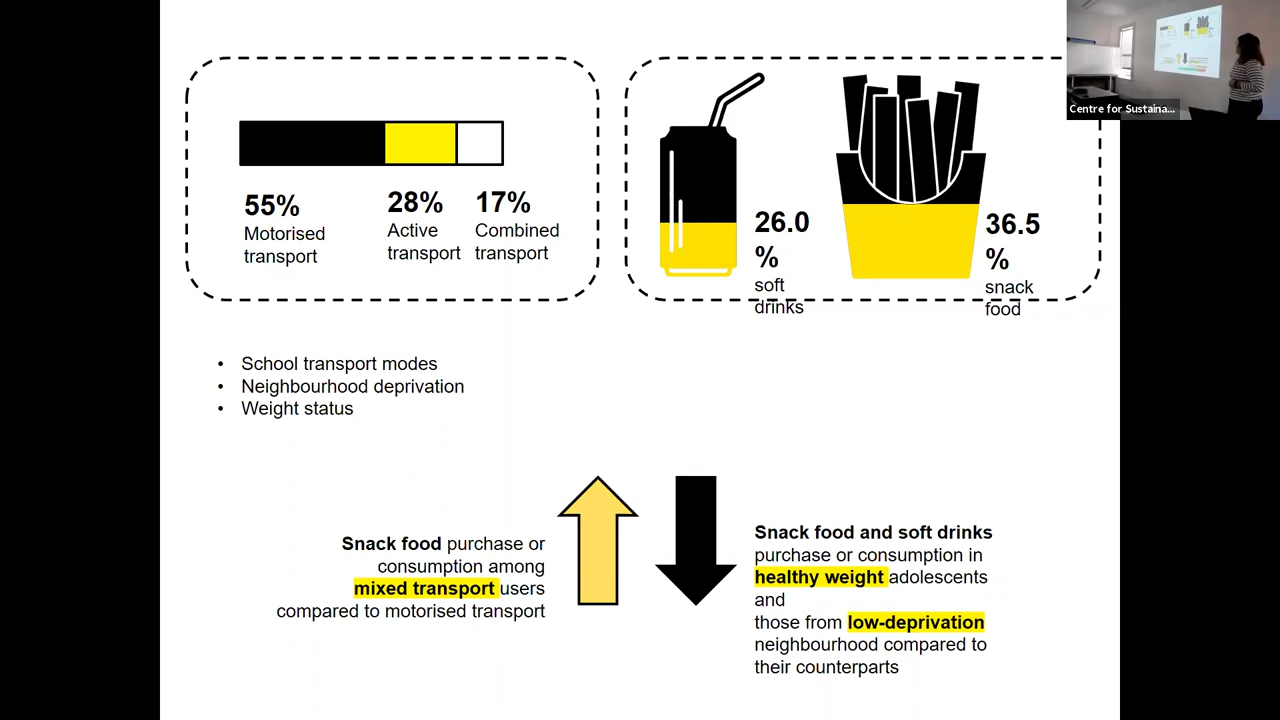 Centre for Sustaina...
55%
Motorised
transport
28%
Active
transport
17%
Combined
transport
26.0
%
soft
drinks
36.5
%
snack
food
• School transport modes
• Neighbourhood deprivation
• Weight status
Snack food purchase or
consumption among
mixed transport users
compared to motorised transport
Snack food and soft drinks
purchase or consumption in
healthy weight adolescents
and
those from low-deprivation
neighbourhood compared to
their counterparts